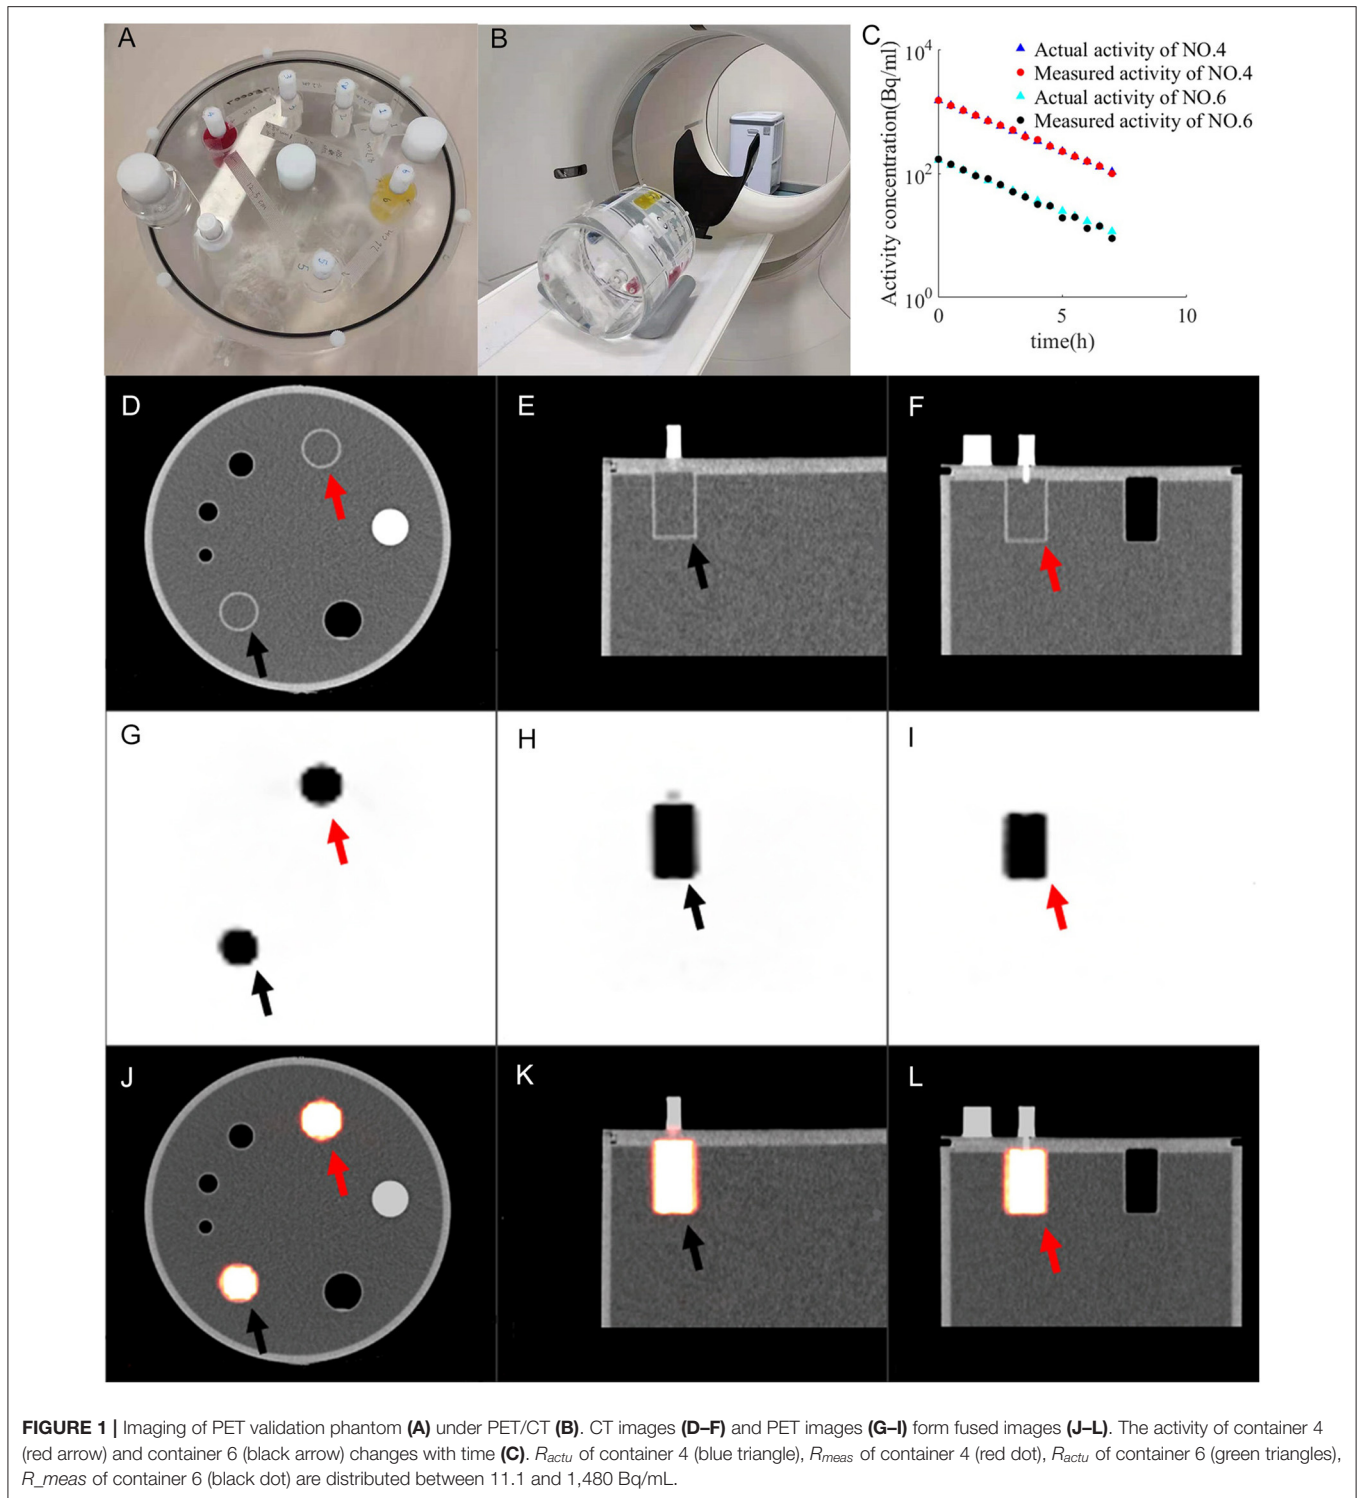 A
B
C
10^4
Activity concentration(Bq/ml)
▲ Actual activity of NO.4
● Measured activity of NO.4
▲ Actual activity of NO.6
● Measured activity of NO.6
10^2
10^0
0
5
10
time(h)
D
E
F
G
H
I
J
K
L
FIGURE 1 | Imaging of PET validation phantom (A) under PET/CT (B). CT images (D–F) and PET images (G–I) form fused images (J–L). The activity of container 4
(red arrow) and container 6 (black arrow) changes with time (C). R_actu of container 4 (blue triangle), R_meas of container 4 (red dot), R_actu of container 6 (green triangles),
R_meas of container 6 (black dot) are distributed between 11.1 and 1,480 Bq/mL.